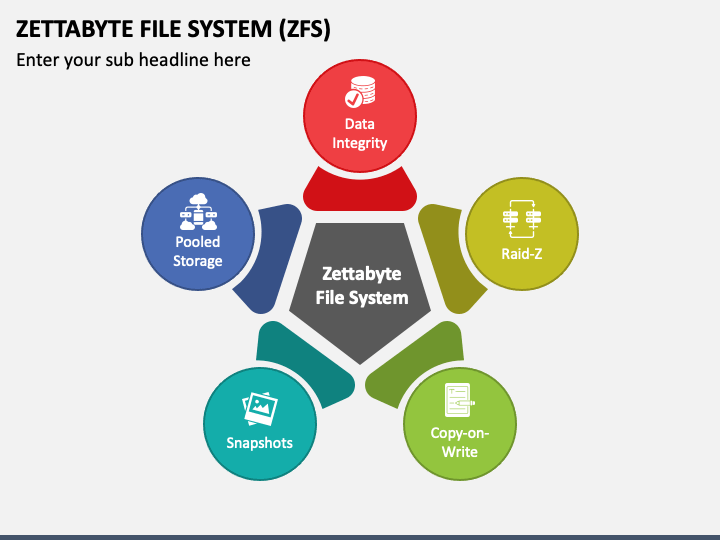 ZETTABYTE FILE SYSTEM (ZFS)
Enter your sub headline here
Data
Integrity
Pooled
Storage
Raid-Z
Zettabyte
File System
Snapshots
Copy-on-
Write